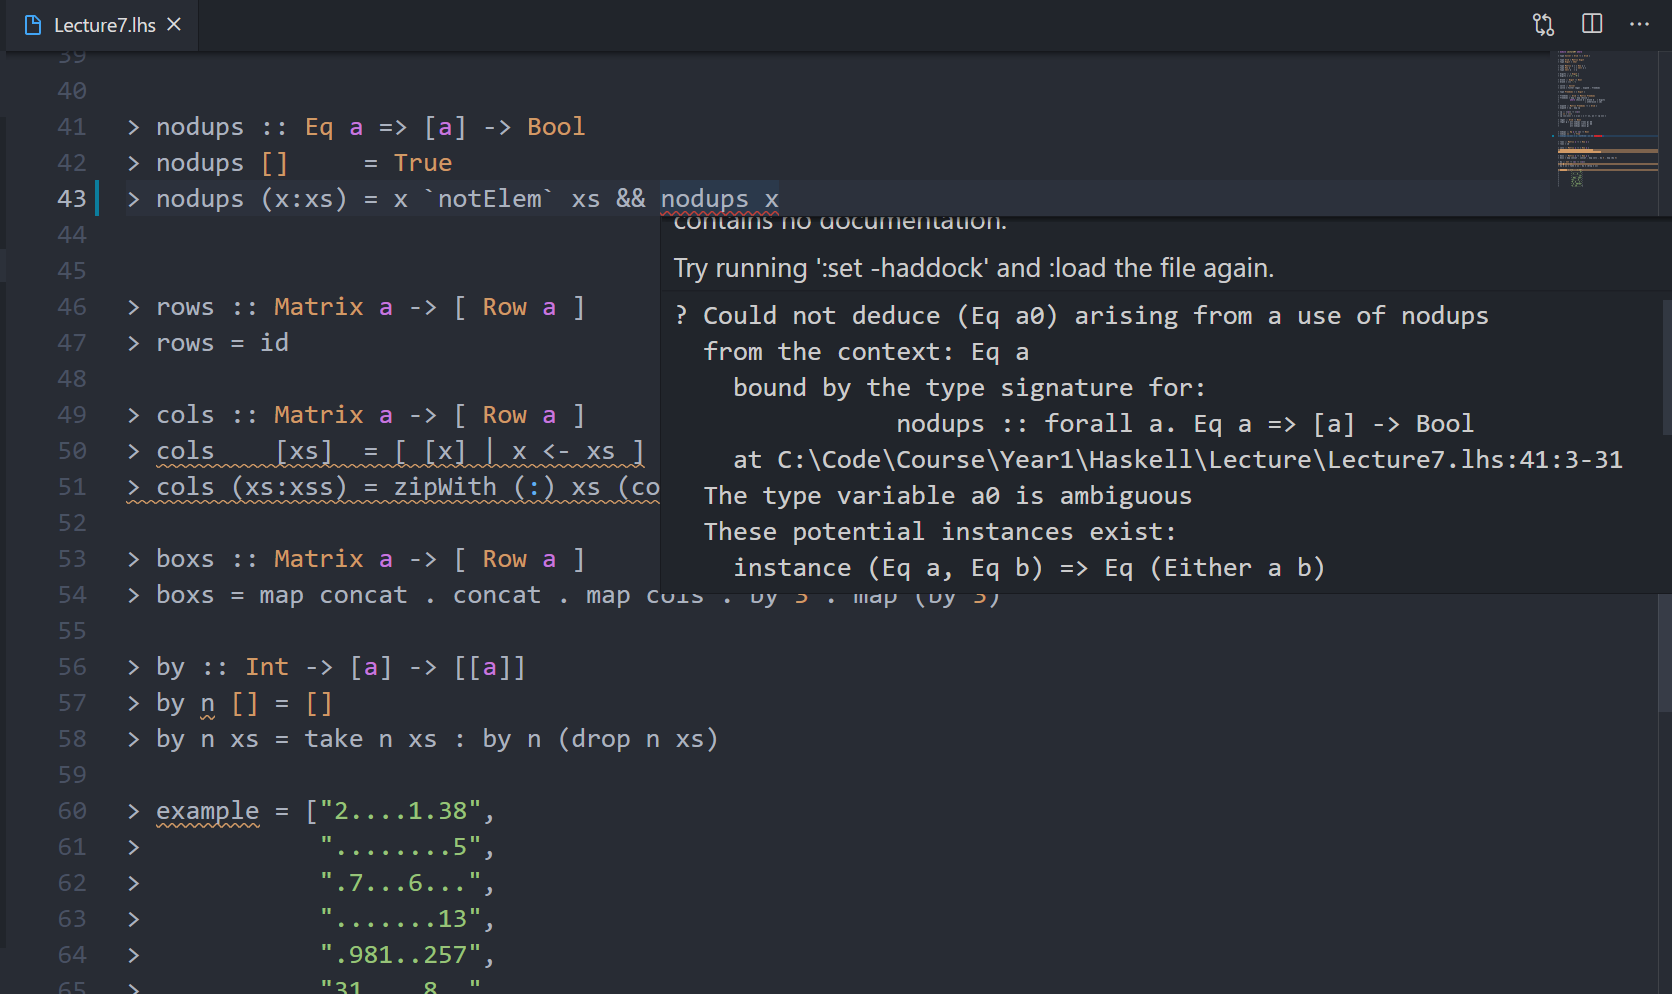 Lecture7.lhs
39
40
41 > nodups :: Eq a => [a] -> Bool
42 > nodups []     = True
43 > nodups (x:xs) = x `notElem` xs && nodups x
contains no documentation.
Try running ':set -haddock' and :load the file again.
? Could not deduce (Eq a0) arising from a use of nodups
from the context: Eq a
bound by the type signature for:
nodups :: forall a. Eq a => [a] -> Bool
at C:\Code\Course\Year1\Haskell\Lecture\Lecture7.lhs:41:3-31
The type variable a0 is ambiguous
These potential instances exist:
instance (Eq a, Eq b) => Eq (Either a b)
44
45
46 > rows :: Matrix a -> [ Row a ]
47 > rows = id
48
49 > cols :: Matrix a -> [ Row a ]
50 > cols    [xs]  = [ [x] | x <- xs ]
51 > cols (xs:xss) = zipWith (:) xs (co
52
53 > boxs :: Matrix a -> [ Row a ]
54 > boxs = map concat . concat . map cols . by 3 . map (by 3)
55
56 > by :: Int -> [a] -> [[a]]
57 > by n [] = []
58 > by n xs = take n xs : by n (drop n xs)
59
60 > example = ["2....1.38",
61 >            "........5",
62 >            ".7...6...",
63 >            ".......13",
64 >            ".981..257",
65 >            "31....8.."